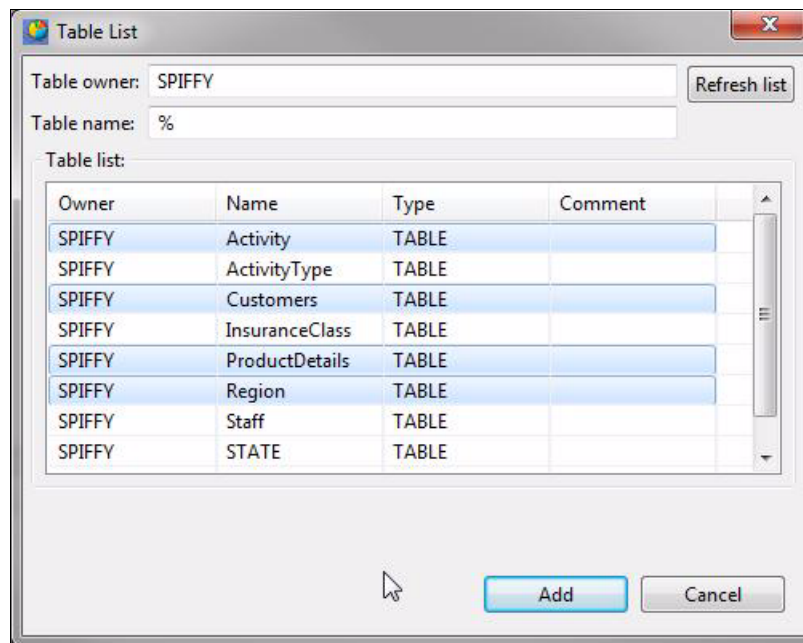 Table List
Table owner: SPIFFY Refresh list
Table name: %
Table list:
Owner Name Type Comment
SPIFFY Activity TABLE
SPIFFY ActivityType TABLE
SPIFFY Customers TABLE
SPIFFY InsuranceClass TABLE
SPIFFY ProductDetails TABLE
SPIFFY Region TABLE
SPIFFY Staff TABLE
SPIFFY STATE TABLE
Add Cancel